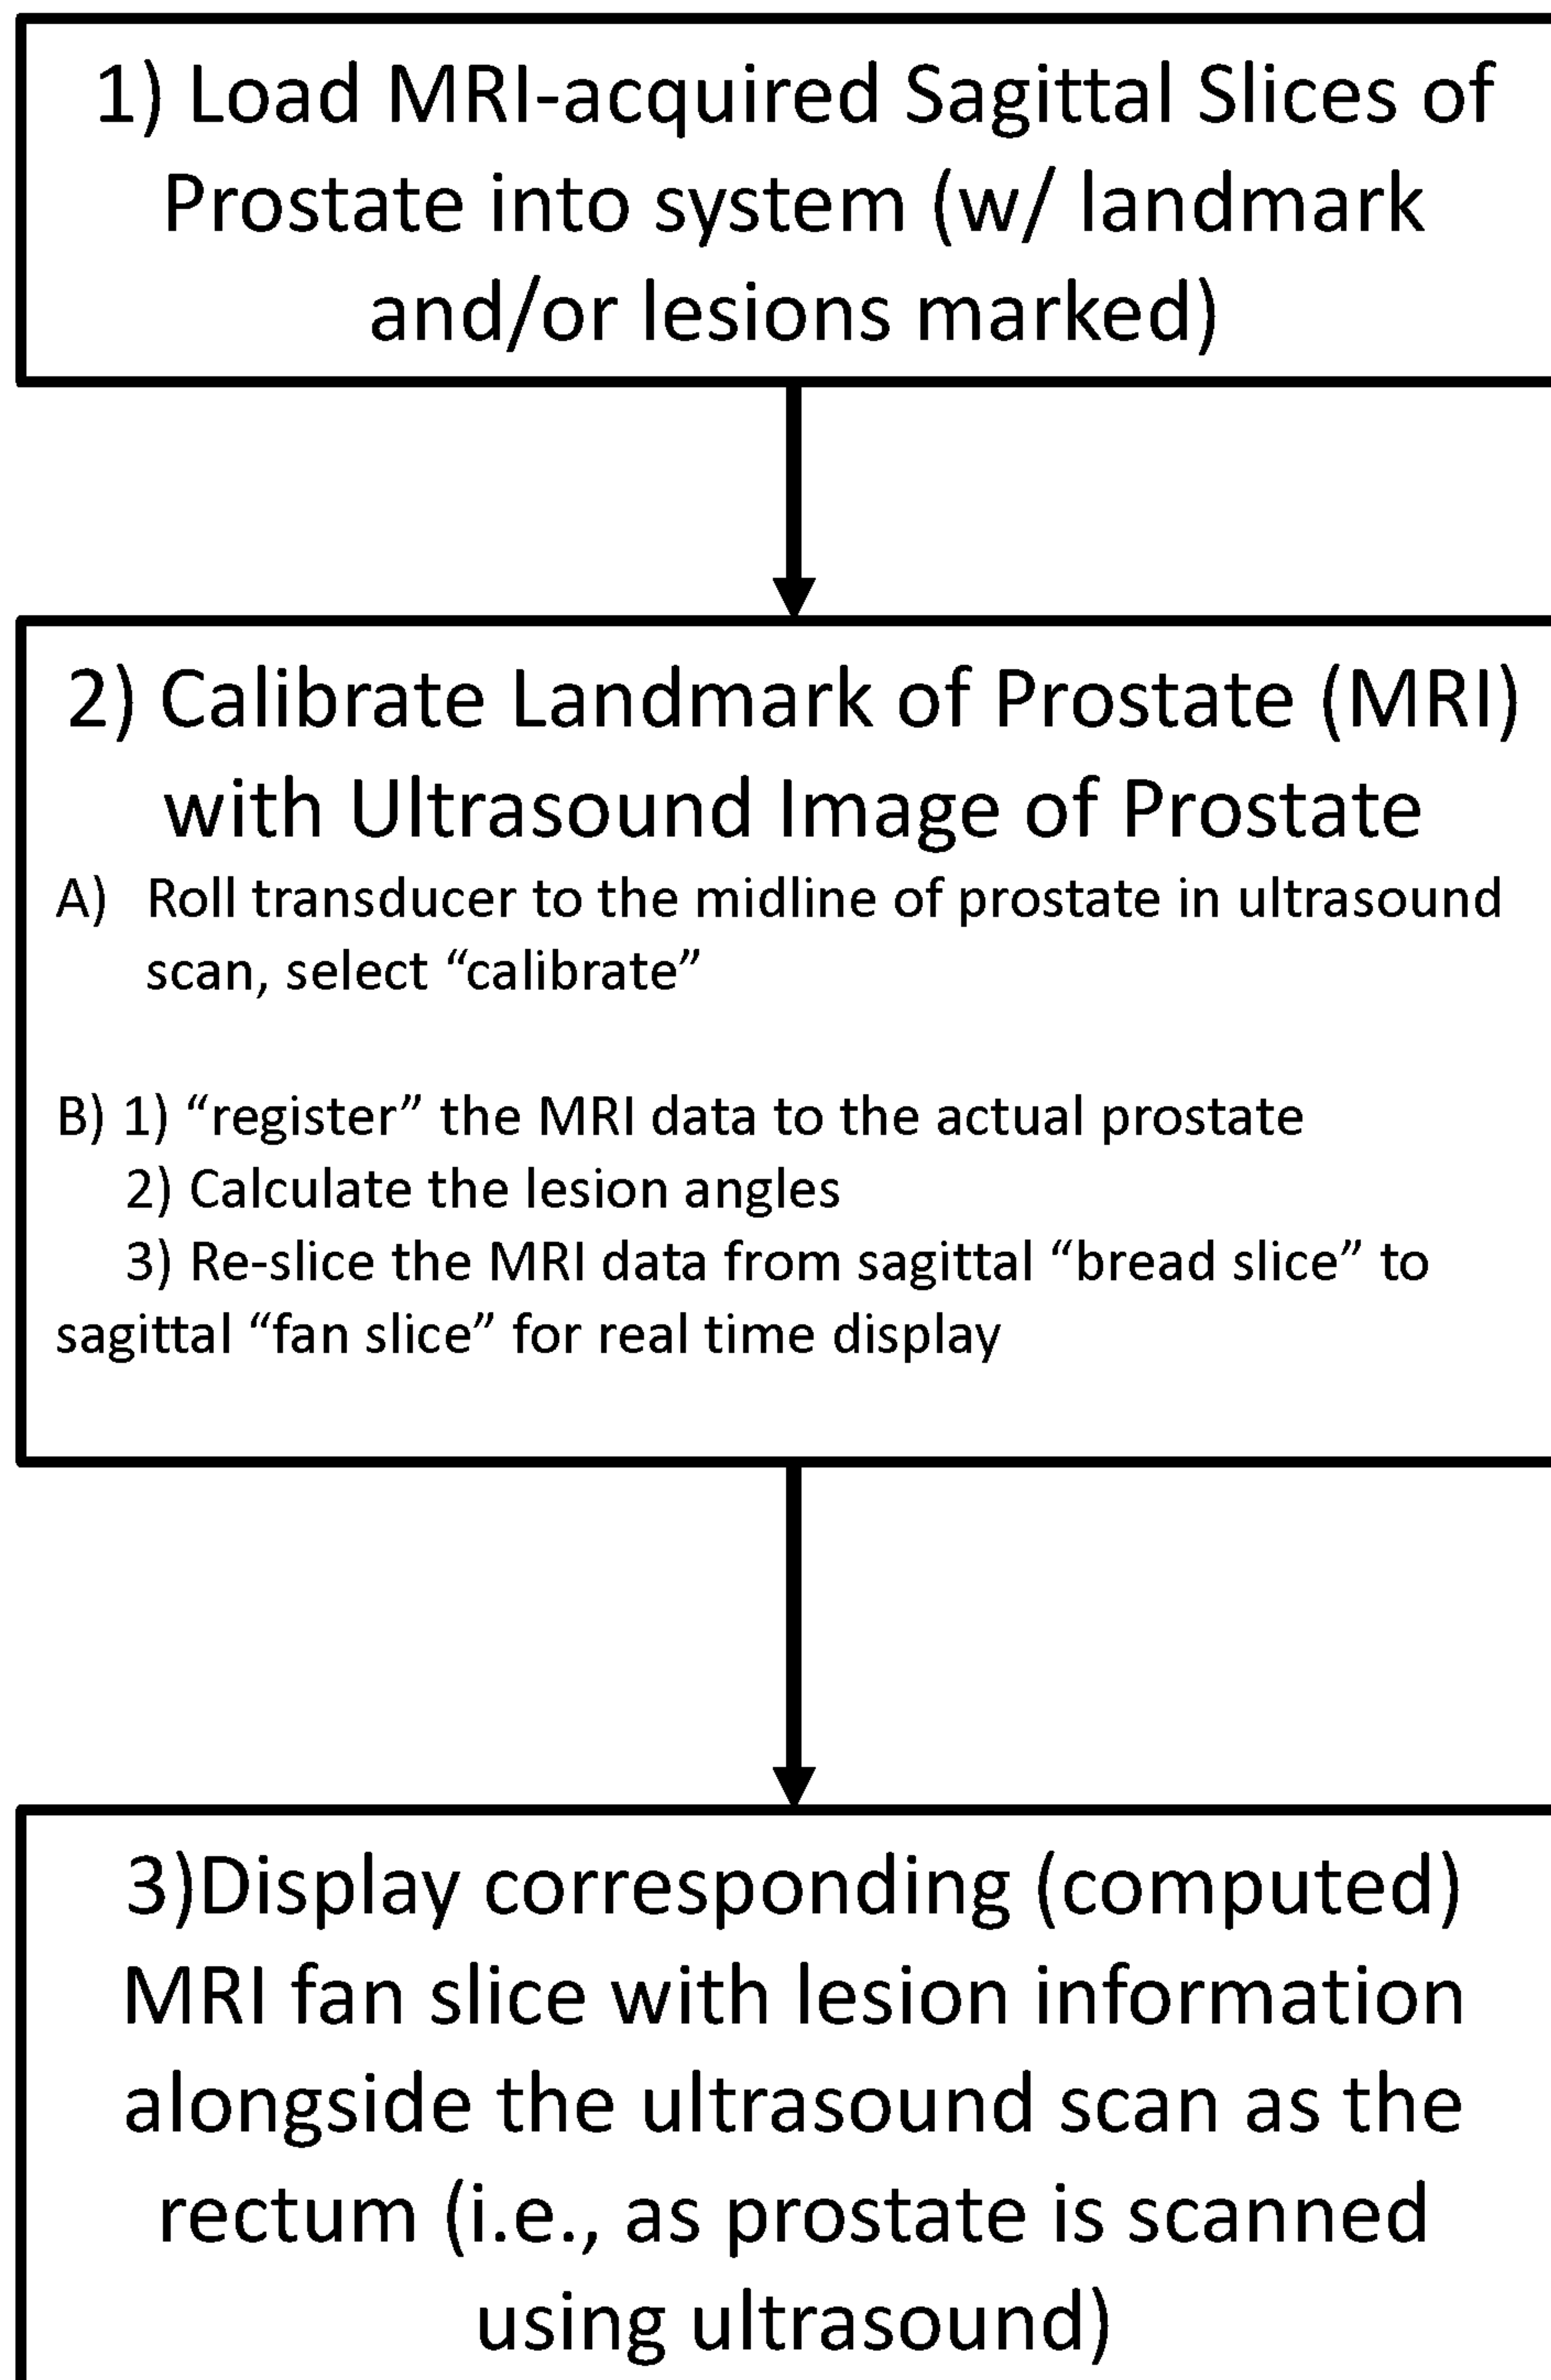 1) Load MRI-acquired Sagittal Slices of
Prostate into system (w/ landmark
and/or lesions marked)
2) Calibrate Landmark of Prostate (MRI)
with Ultrasound Image of Prostate
A) Roll transducer to the midline of prostate in ultrasound
scan, select “calibrate”
B) 1) “register” the MRI data to the actual prostate
2) Calculate the lesion angles
3) Re-slice the MRI data from sagittal “bread slice” to
sagittal “fan slice” for real time display
3)Display corresponding (computed)
MRI fan slice with lesion information
alongside the ultrasound scan as the
rectum (i.e., as prostate is scanned
using ultrasound)